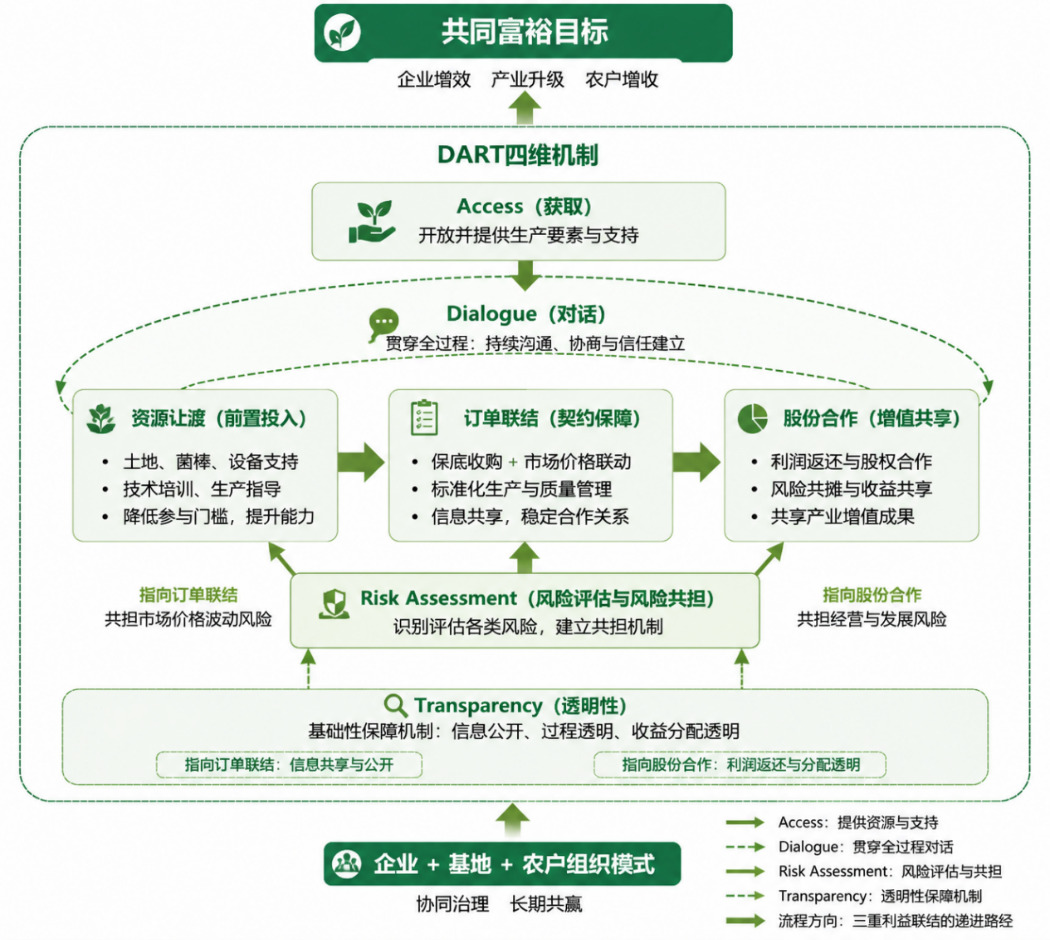 共同富裕目标
企业增效 产业升级 农户增收
DART四维机制
Access（获取）
开放并提供生产要素与支持
Dialogue（对话）
贯穿全过程：持续沟通、协商与信任建立
资源让渡（前置投入）
• 土地、菌棒、设备支持
• 技术培训、生产指导
• 降低参与门槛，提升能力
订单联结（契约保障）
• 保底收购 + 市场价格联动
• 标准化生产与质量管理
• 信息共享，稳定合作关系
股份合作（增值共享）
• 利润返还与股权合作
• 风险共摊与收益共享
• 共享产业增值成果
指向订单联结
共担市场价格波动风险
Risk Assessment（风险评估与风险共担）
识别评估各类风险，建立共担机制
指向股份合作
共担经营与发展风险
Transparency（透明性）
基础性保障机制：信息公开、过程透明、收益分配透明
指向订单联结：信息共享与公开
指向股份合作：利润返还与分配透明
企业 + 基地 + 农户组织模式
协同治理 长期共赢
Access：提供资源与支持
Dialogue：贯穿全过程对话
Risk Assessment：风险评估与共担
Transparency：透明性保障机制
流程方向：三重利益联结的递进路径